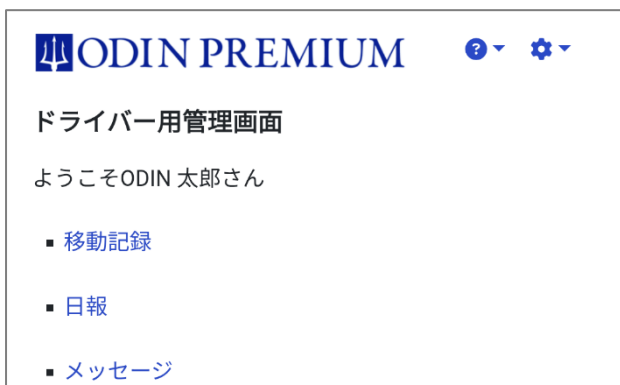 ODIN PREMIUM
ドライバー用管理画面
ようこそODIN 太郎さん
移動記録
日報
メッセージ